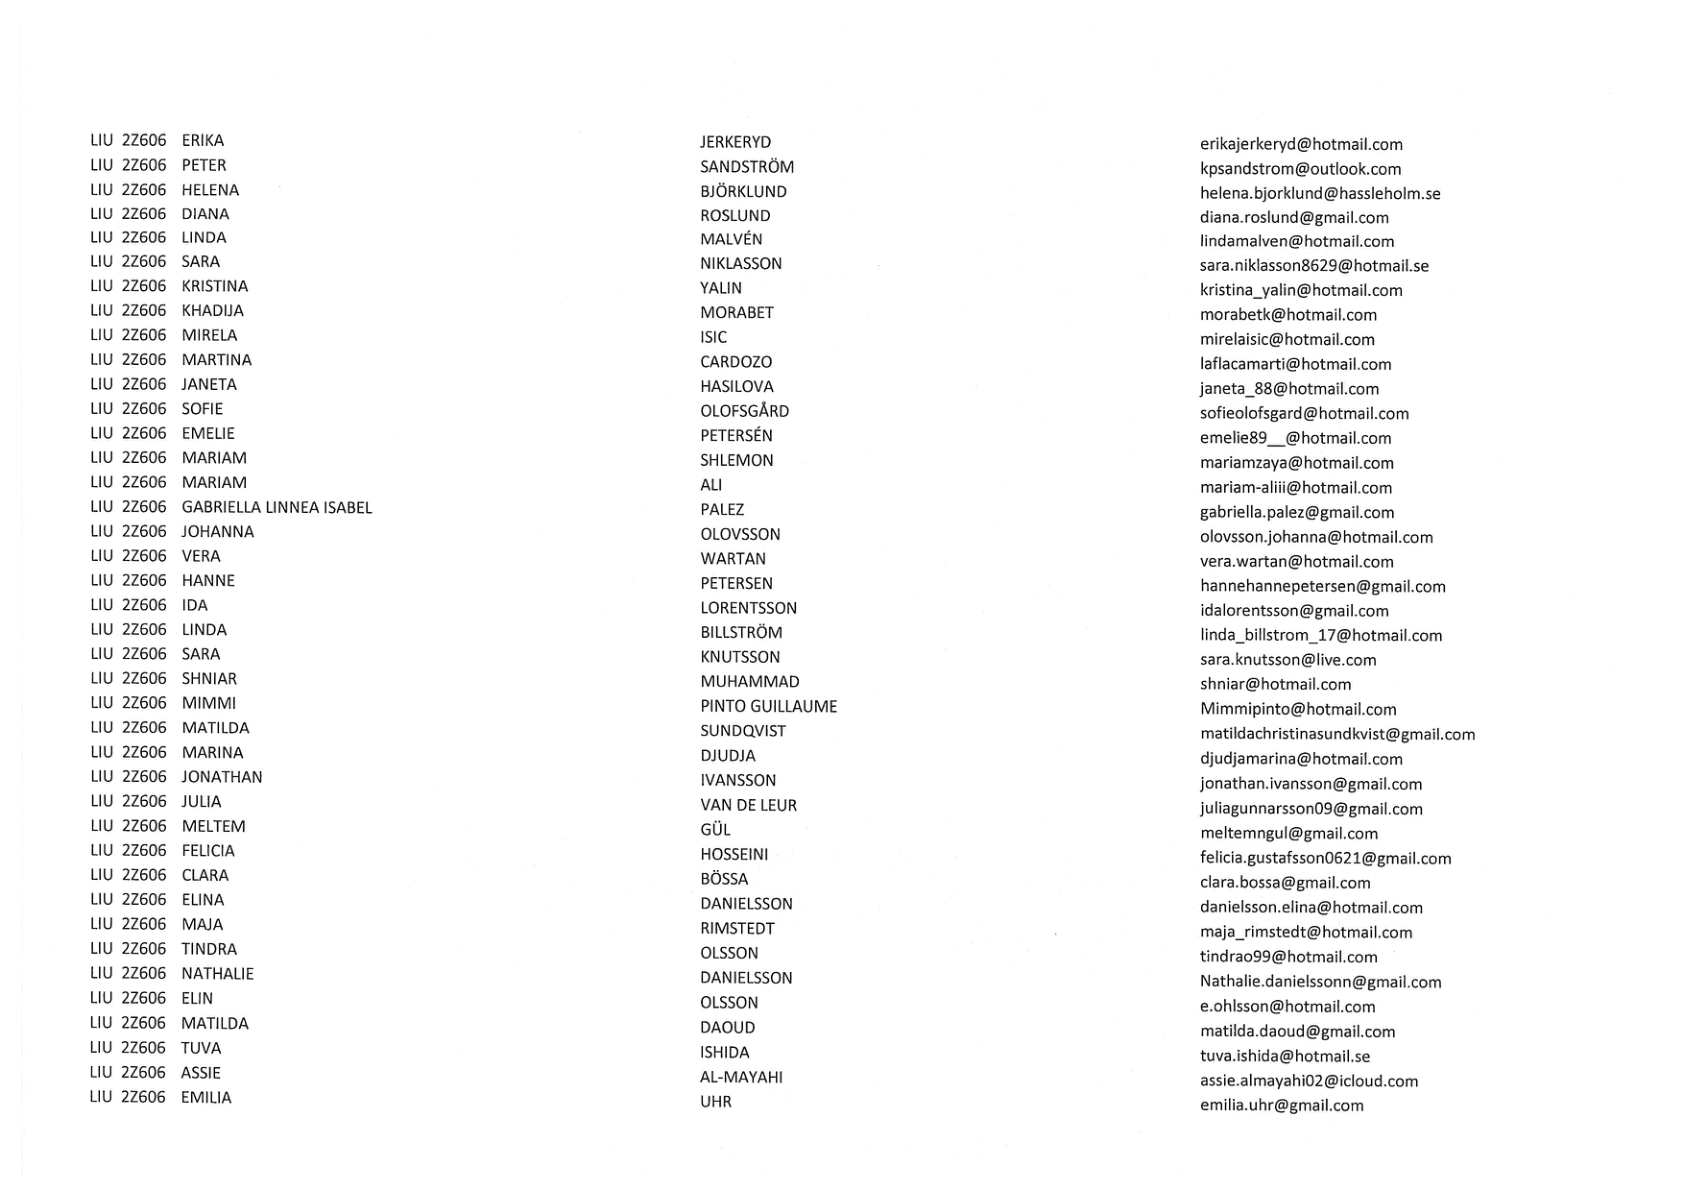 LIU 2Z606 ERIKA JERKERYD erikajerkeryd@hotmail.com
LIU 2Z606 PETER SANDSTRÖM kpsandstrom@outlook.com
LIU 2Z606 HELENA BJÖRKLUND helena.bjorklund@hassleholm.se
LIU 2Z606 DIANA ROSLUND diana.roslund@gmail.com
LIU 2Z606 LINDA MALVÉN lindamalven@hotmail.com
LIU 2Z606 SARA NIKLASSON sara.niklasson8629@hotmail.se
LIU 2Z606 KRISTINA YALIN kristina_yalin@hotmail.com
LIU 2Z606 KHADIJA MORABET morabetk@hotmail.com
LIU 2Z606 MIRELA ISIC mirelaisic@hotmail.com
LIU 2Z606 MARTINA CARDOZO laflacamarti@hotmail.com
LIU 2Z606 JANETA HASILOVA janeta_88@hotmail.com
LIU 2Z606 SOFIE OLOFSGÅRD sofieolofsgard@hotmail.com
LIU 2Z606 EMELIE PETERSÉN emelie89__@hotmail.com
LIU 2Z606 MARIAM SHLEMON mariamzaya@hotmail.com
LIU 2Z606 MARIAM ALI mariam-aliii@hotmail.com
LIU 2Z606 GABRIELLA LINNEA ISABEL PALEZ gabriella.palez@gmail.com
LIU 2Z606 JOHANNA OLOVSSON olovsson.johanna@hotmail.com
LIU 2Z606 VERA WARTAN vera.wartan@hotmail.com
LIU 2Z606 HANNE PETERSEN hannehannepetersen@gmail.com
LIU 2Z606 IDA LORENTSSON idalorentsson@gmail.com
LIU 2Z606 LINDA BILLSTRÖM linda_billstrom_17@hotmail.com
LIU 2Z606 SARA KNUTSSON sara.knutsson@live.com
LIU 2Z606 SHNIAR MUHAMMAD shniar@hotmail.com
LIU 2Z606 MIMMI PINTO GUILLAUME Mimmipinto@hotmail.com
LIU 2Z606 MATILDA SUNDQVIST matildachristinasundkvist@gmail.com
LIU 2Z606 MARINA DJUDJA djudjamarina@hotmail.com
LIU 2Z606 JONATHAN IVANSSON jonathan.ivansson@gmail.com
LIU 2Z606 JULIA VAN DE LEUR juliagunnarsson09@gmail.com
LIU 2Z606 MELTEM GÜL meltemngul@gmail.com
LIU 2Z606 FELICIA HOSSEINI felicia.gustafsson0621@gmail.com
LIU 2Z606 CLARA BÖSSA clara.bossa@gmail.com
LIU 2Z606 ELINA DANIELSSON danielsson.elina@hotmail.com
LIU 2Z606 MAJA RIMSTEDT maja_rimstedt@hotmail.com
LIU 2Z606 TINDRA OLSSON tindrao99@hotmail.com
LIU 2Z606 NATHALIE DANIELSSON Nathalie.danielssonn@gmail.com
LIU 2Z606 ELIN OLSSON e.ohlsson@hotmail.com
LIU 2Z606 MATILDA DAOUD matilda.daoud@gmail.com
LIU 2Z606 TUVA ISHIDA tuva.ishida@hotmail.se
LIU 2Z606 ASSIE AL-MAYAHI assie.almayahi02@icloud.com
LIU 2Z606 EMILIA UHR emilia.uhr@gmail.com